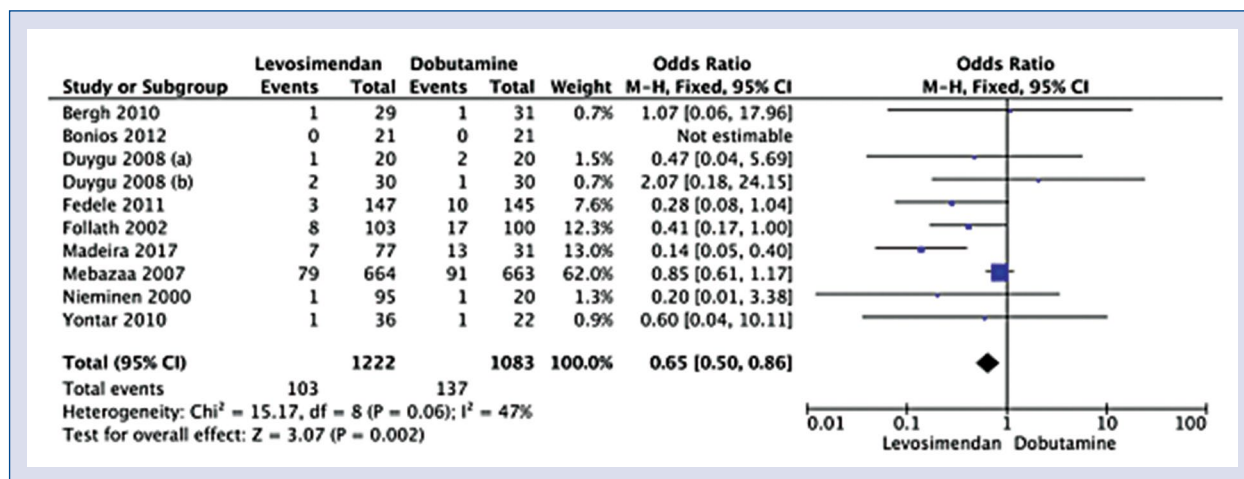 Levosimendan Dobutamine Odds Ratio Odds Ratio
Study or Subgroup Events Total Events Total Weight M-H, Fixed, 95% CI M-H, Fixed, 95% CI
Bergh 2010 1 29 1 31 0.7% 1.07 [0.06, 17.96]
Bonios 2012 0 21 0 21 Not estimable
Duygu 2008 (a) 1 20 2 20 1.5% 0.47 [0.04, 5.69]
Duygu 2008 (b) 2 30 1 30 0.7% 2.07 [0.18, 24.15]
Fedele 2011 3 147 10 145 7.6% 0.28 [0.08, 1.04]
Follath 2002 8 103 17 100 12.3% 0.41 [0.17, 1.00]
Madeira 2017 7 77 13 31 13.0% 0.14 [0.05, 0.40]
Mebazaa 2007 79 664 91 663 62.0% 0.85 [0.61, 1.17]
Nieminen 2000 1 95 1 20 1.3% 0.20 [0.01, 3.38]
Yontar 2010 1 36 1 22 0.9% 0.60 [0.04, 10.11]
Total (95% CI) 1222 1083 100.0% 0.65 [0.50, 0.86]
Total events 103 137
Heterogeneity: Chi² = 15.17, df = 8 (P = 0.06); I² = 47%
Test for overall effect: Z = 3.07 (P = 0.002)
0.01 0.1 1 10 100
Levosimendan Dobutamine